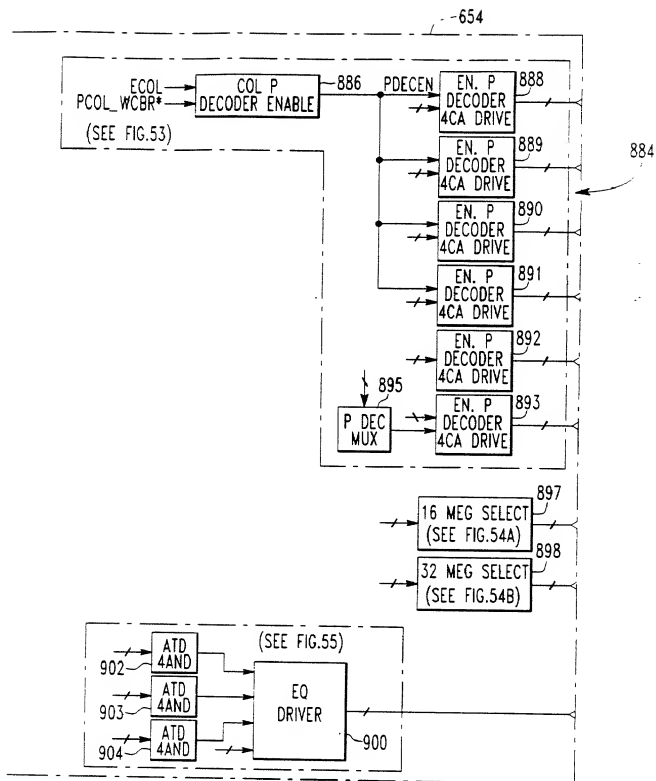 654
ECOL
PCOL_WCBR*
COL P
DECODER ENABLE
886
(SEE FIG.53)
PDECEN
EN. P
DECODER
4CA DRIVE
888
EN. P
DECODER
4CA DRIVE
889
884
EN. P
DECODER
4CA DRIVE
890
EN. P
DECODER
4CA DRIVE
891
EN. P
DECODER
4CA DRIVE
892
895
P DEC
MUX
EN. P
DECODER
4CA DRIVE
893
16 MEG SELECT
(SEE FIG.54A)
897
32 MEG SELECT
(SEE FIG.54B)
898
(SEE FIG.55)
ATD
4AND
902
ATD
4AND
903
ATD
4AND
904
EQ
DRIVER
900